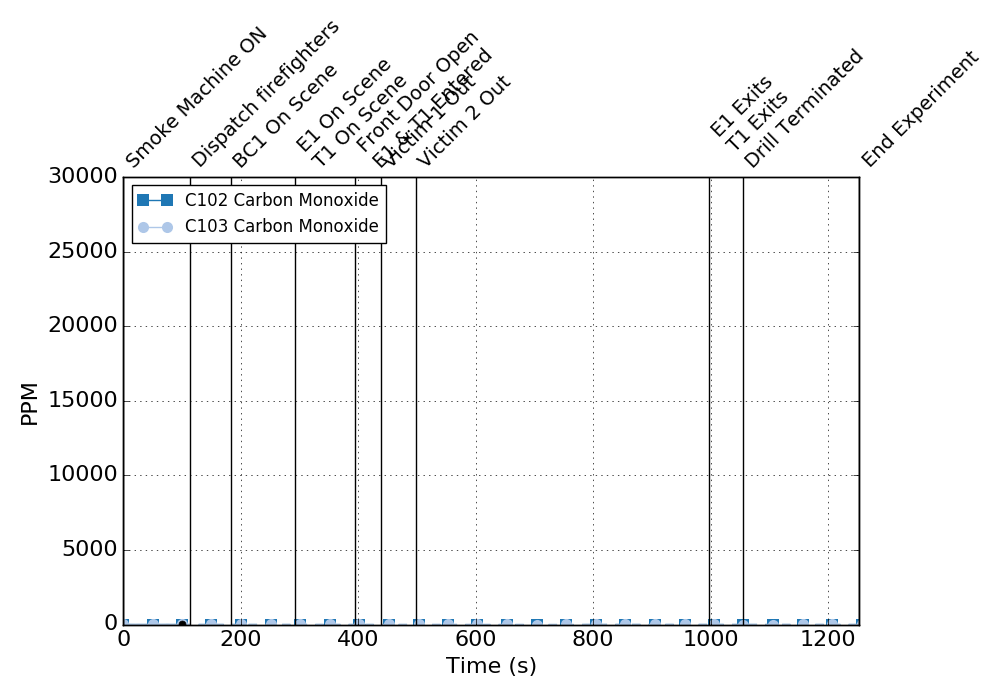 Smoke Machine ON
Dispatch firefighters
BC1 On Scene
E1 On Scene
T1 On Scene
Front Door Open
E1 & T1 Entered
Victim 1 Out
Victim 2 Out
E1 Exits
T1 Exits
Drill Terminated
End Experiment
C102 Carbon Monoxide
C103 Carbon Monoxide
30000
25000
20000
15000
10000
5000
0
PPM
0 200 400 600 800 1000 1200
Time (s)